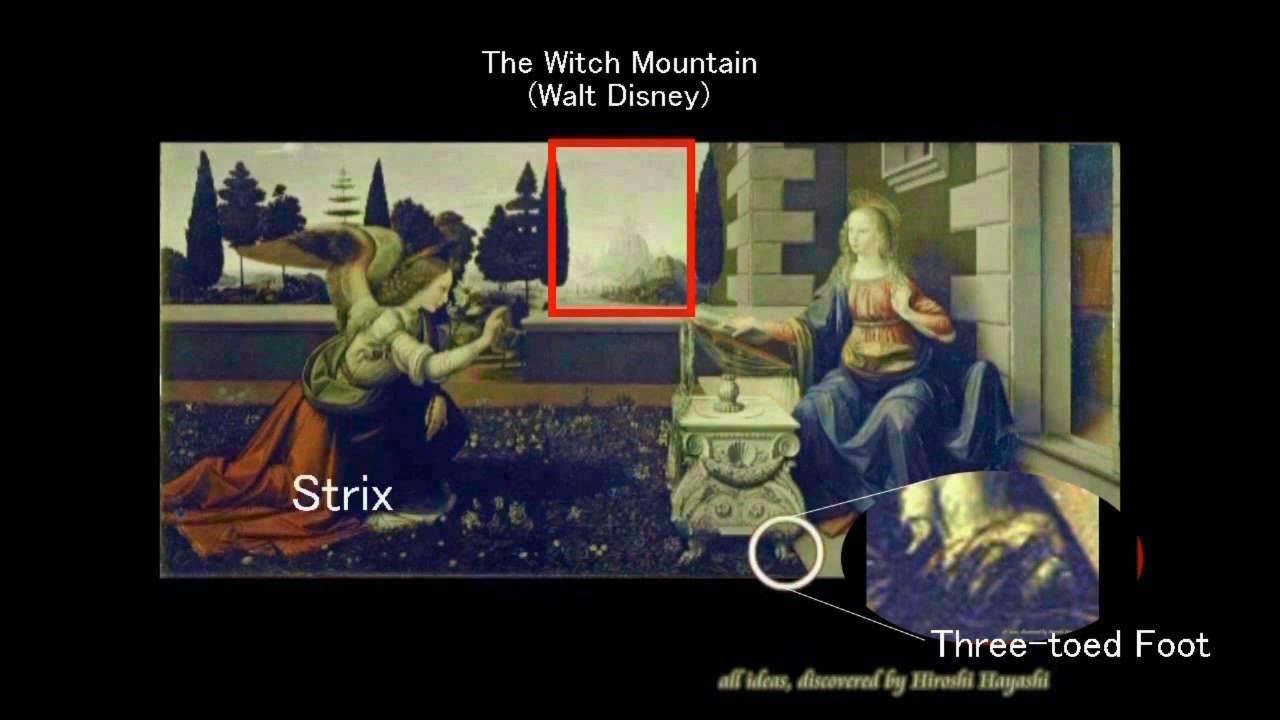 The Witch Mountain
(Walt Disney)
Strix
Three-toed Foot
all ideas, discovered by Hiroshi Hayashi